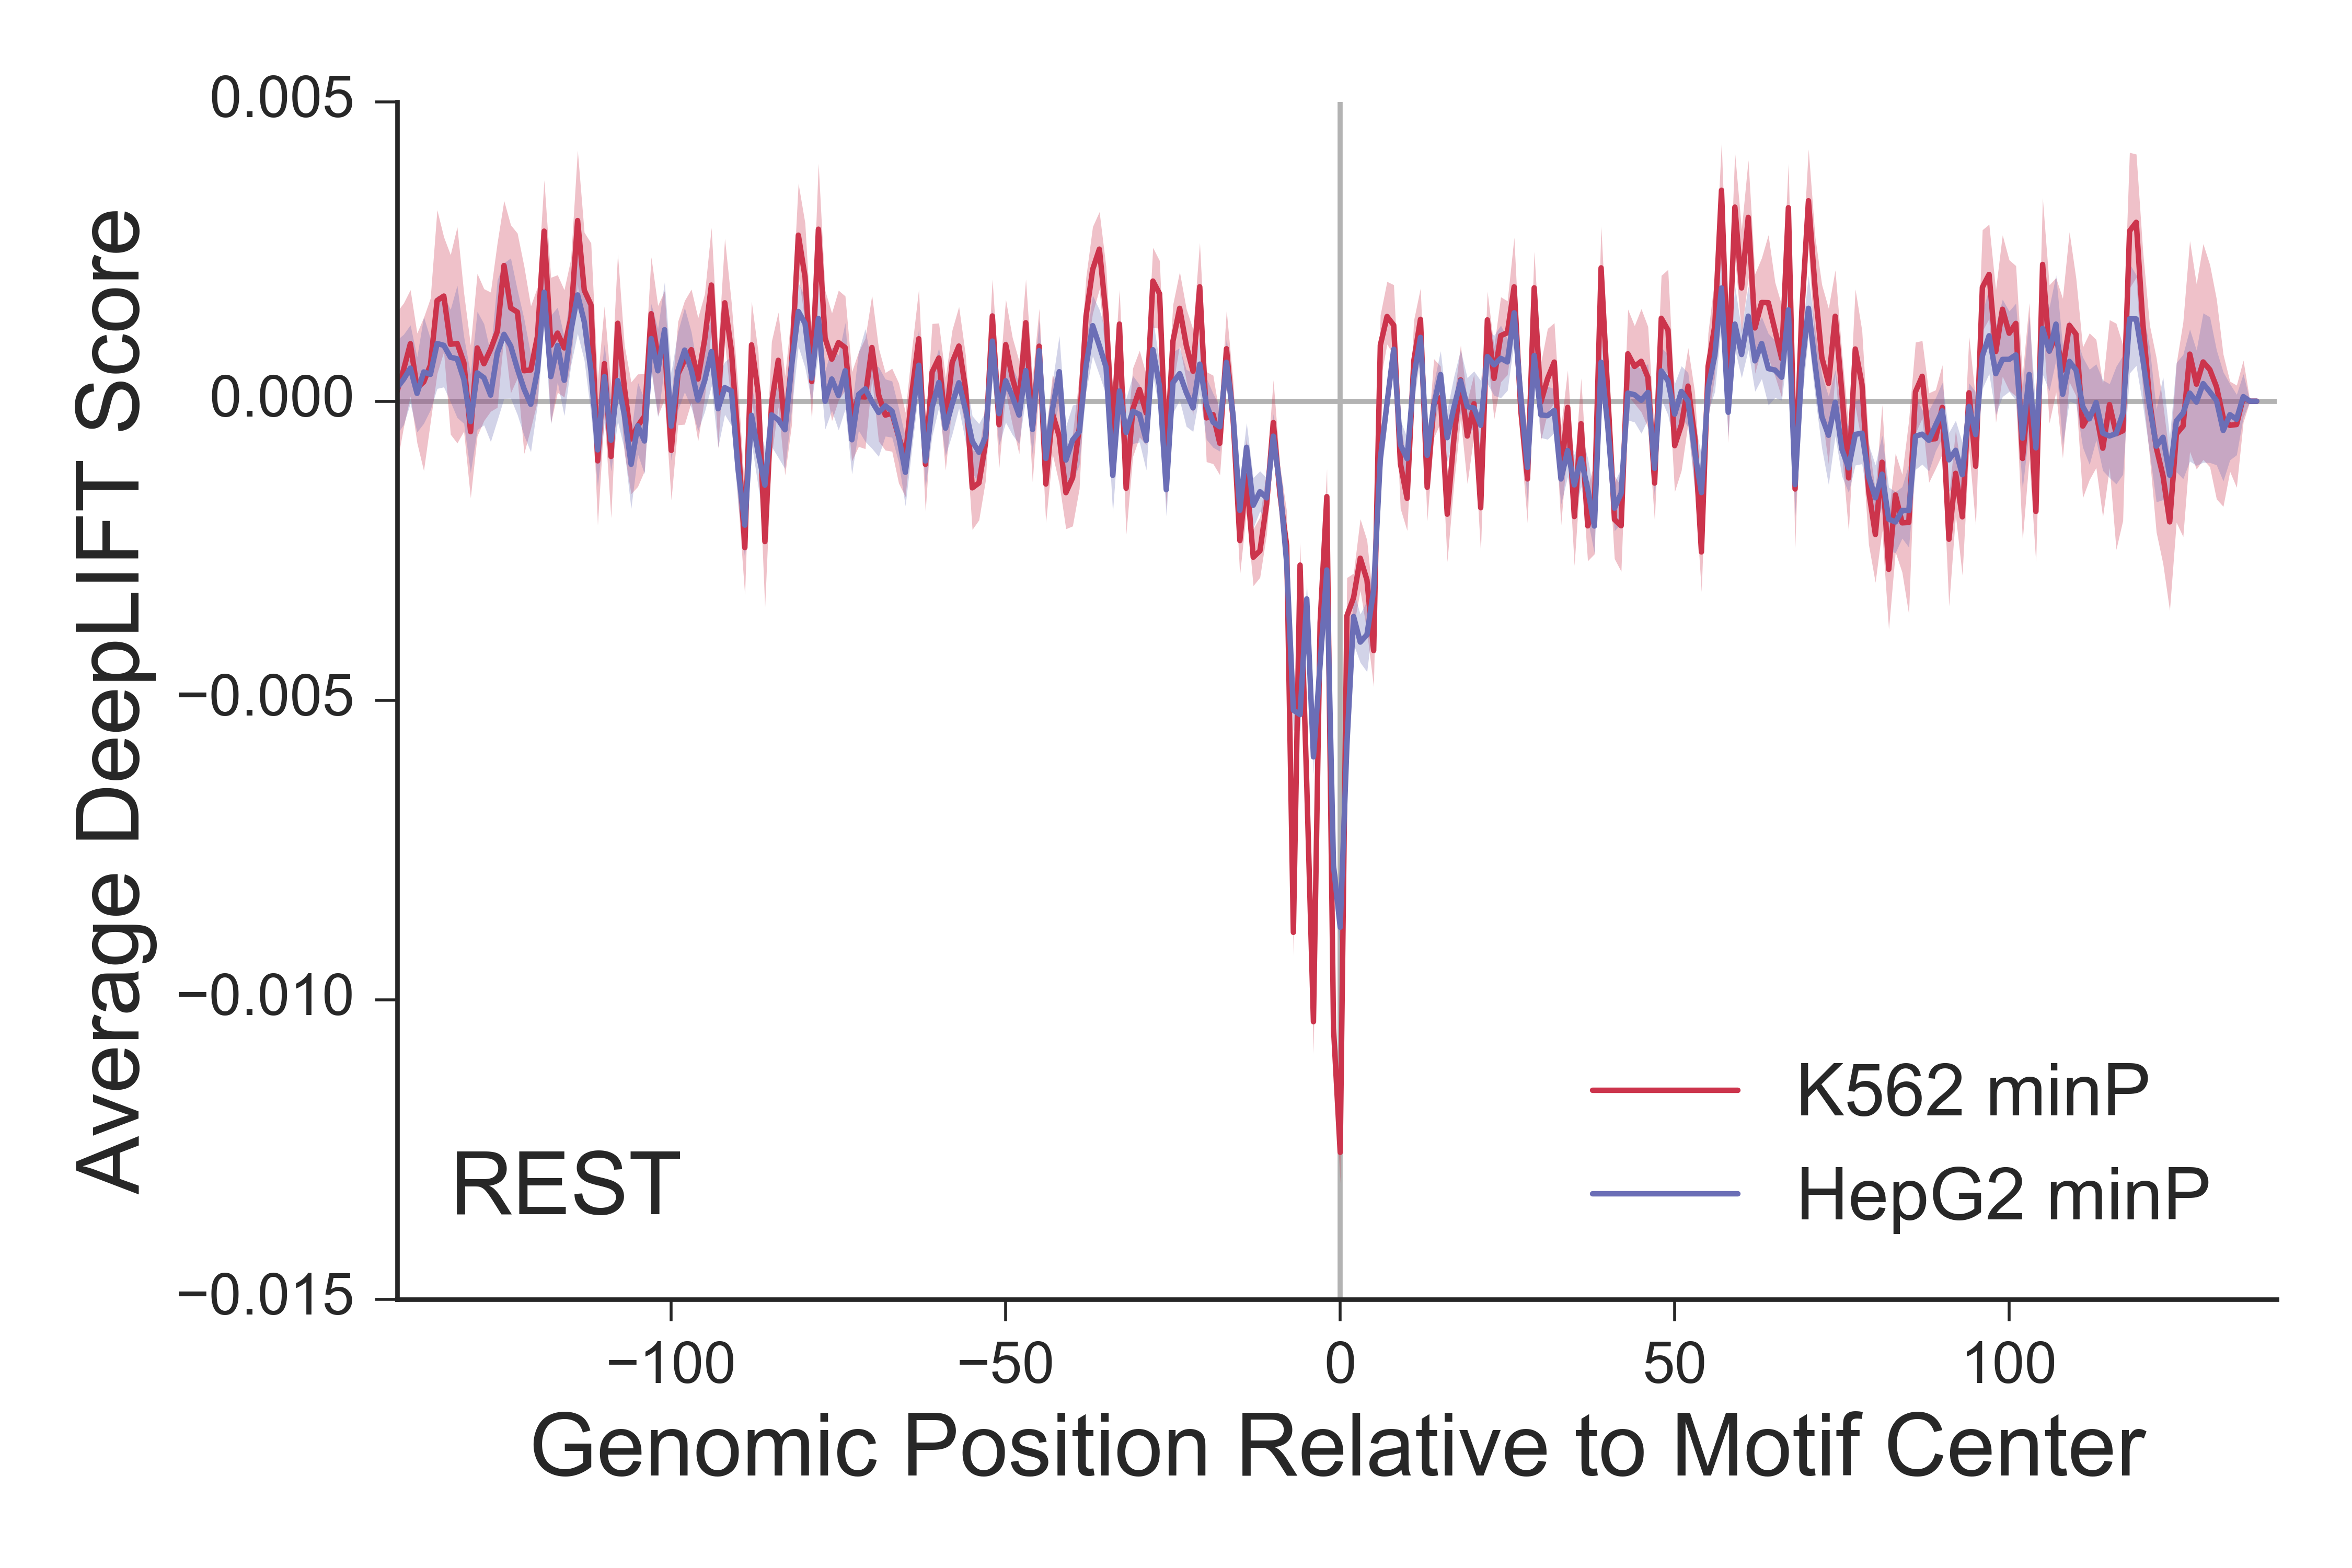 Average DeepLIFT Score
0.005
0.000
−0.005
−0.010
−0.015
REST
K562 minP
HepG2 minP
−100
−50
0
50
100
Genomic Position Relative to Motif Center